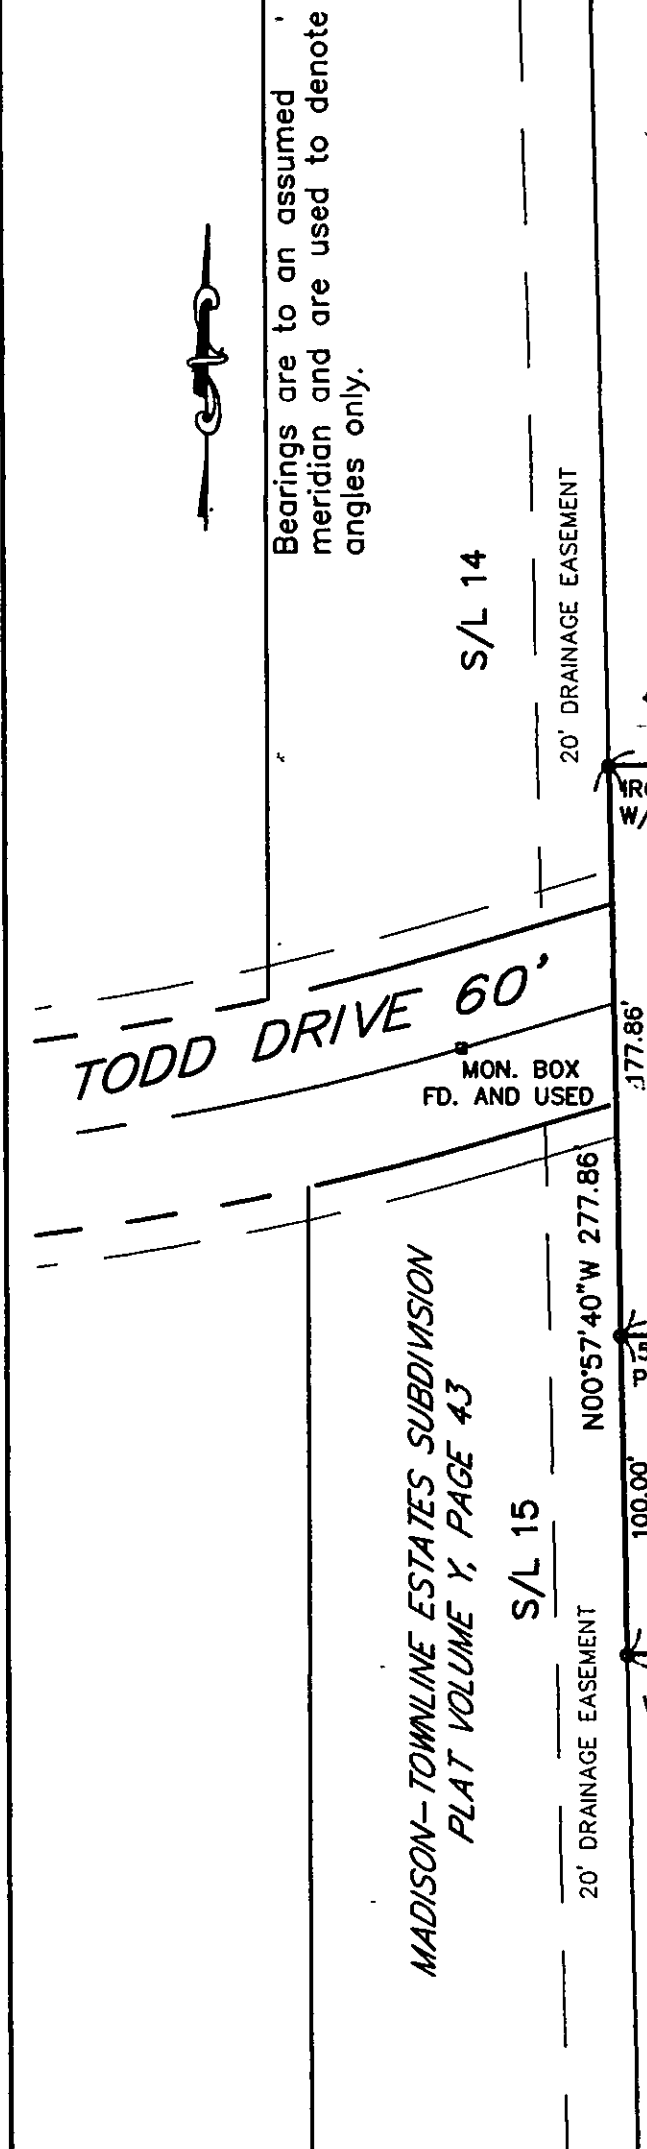 Bearings are to an assumed
meridian and are used to denote
angles only.
S/L 14
20' DRAINAGE EASEMENT
W/
TODD DRIVE 60'
MON. BOX
FD. AND USED
177.86'
N00°57'40"W 277.86'
MADISON-TOWNLINE ESTATES SUBDIVISION
PLAT VOLUME Y, PAGE 43
S/L 15
100.00'
20' DRAINAGE EASEMENT